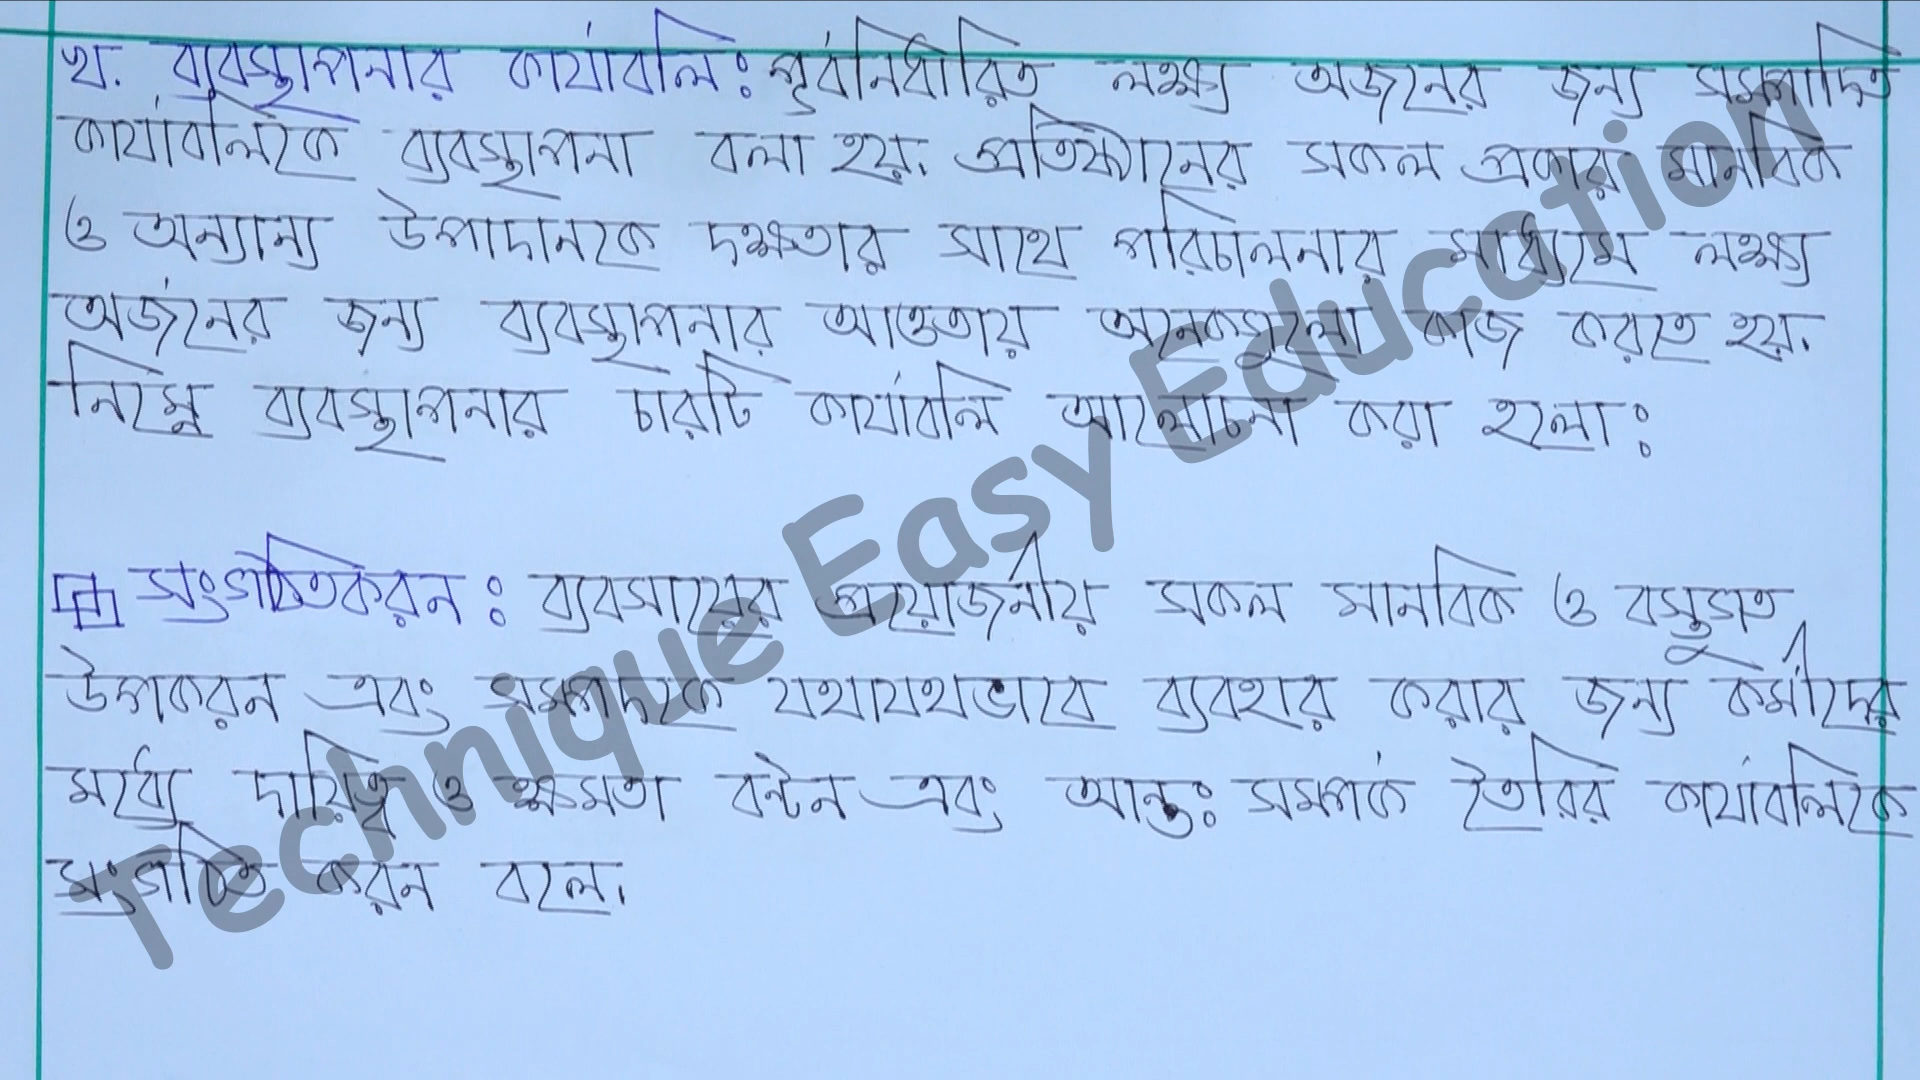 খ. ব্যবস্থাপনার কার্যাবলি: পূর্বনির্ধারিত লক্ষ্য অর্জনের জন্য সম্পাদিত
কার্যাবলিকে ব্যবস্থাপনা বলা হয়. প্রতিষ্ঠানের সকল প্রকার মানবিক
ও অন্যান্য উপাদানকে দক্ষতার সাথে পরিচালনার মাধ্যমে লক্ষ্য
অর্জনের জন্য ব্যবস্থাপনার আওতায় অনেকগুলো কাজ করতে হয়.
নিম্নে ব্যবস্থাপনার চারটি কার্যাবলি আলোচনা করা হলো:
সংগঠিতকরন: ব্যবসায়ের প্রয়োজনীয় সকল মানবিক ও বস্তুগত
উপকরন এবং সম্পদকে যথাযথভাবে ব্যবহার করার জন্য কর্মীদের
মধ্যে দায়িত্ব ও ক্ষমতা বন্টন এবং আন্তঃ সম্পর্ক তৈরির কার্যাবলিকে
সংগঠিত করন বলে.
Technique Easy Education